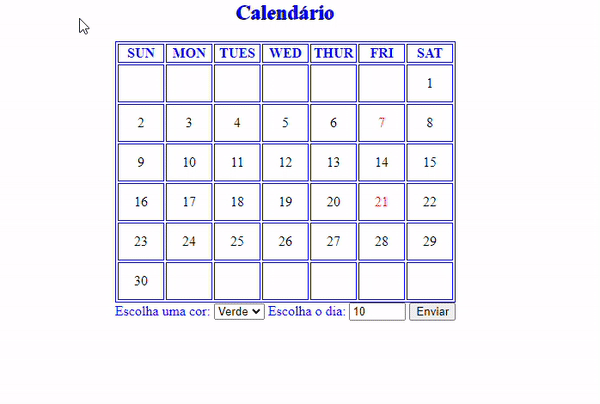 Calendário
SUN MON TUES WED THUR FRI SAT
1
2 3 4 5 6 7 8
9 10 11 12 13 14 15
16 17 18 19 20 21 22
23 24 25 26 27 28 29
30
Escolha uma cor: Verde Escolha o dia: 10 Enviar